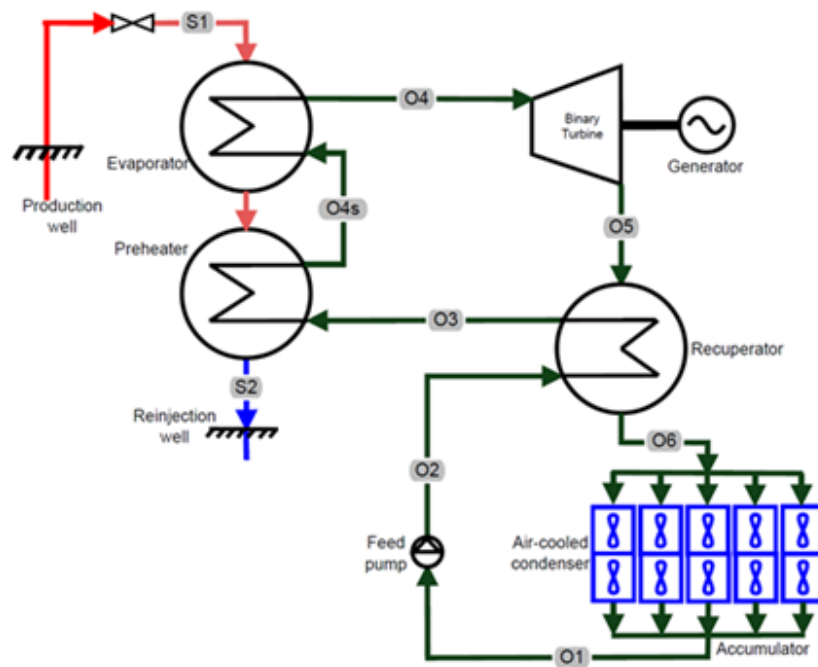 S1
O4
Binary
Turbine
Generator
Evaporator
Production
well
O4s
O5
Preheater
O3
Recuperator
S2
Reinjection
well
O6
O2
Feed
pump
Air-cooled
condenser
O1
Accumulator